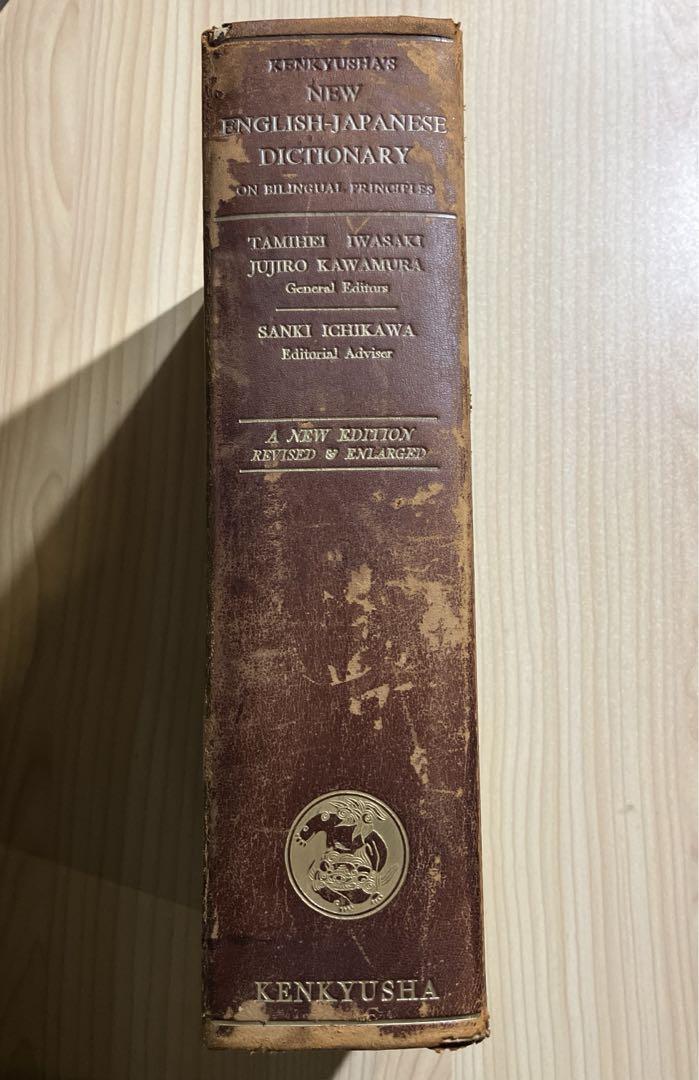 KENKYUSHA'S
NEW
ENGLISH-JAPANESE
DICTIONARY
ON BILINGUAL PRINCIPLES
TAMIHEI IWASAKI
JUJIRO KAWAMURA
General Editors
SANKI ICHIKAWA
Editorial Adviser
A NEW EDITION
REVISED & ENLARGED
KENKYUSHA